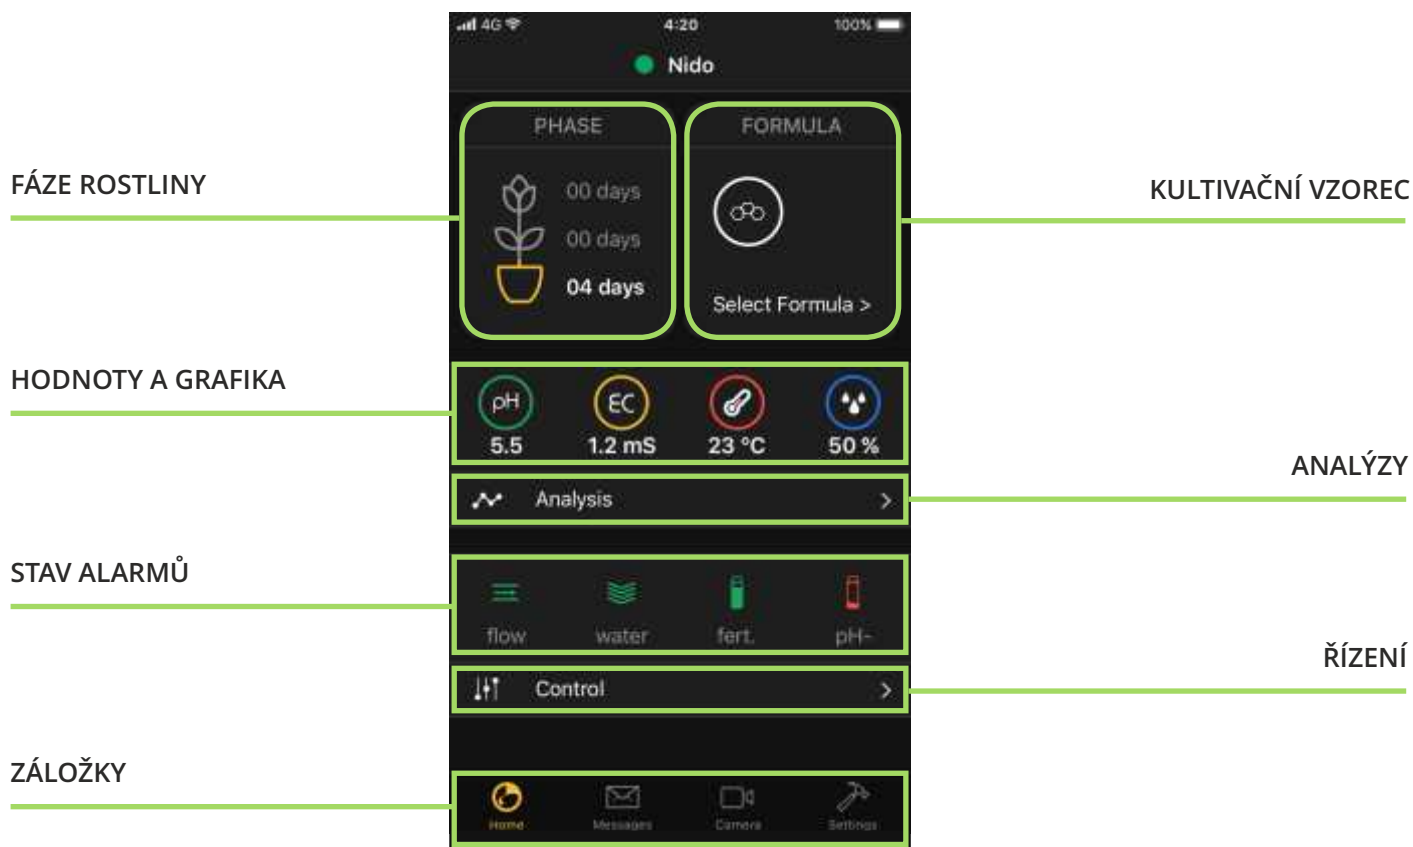 4G 4:20 100%
Nido
PHASE FORMULA
FÁZE ROSTLINY
KULTIVAČNÍ VZOREC
00 days
00 days
04 days
Select Formula >
HODNOTY A GRAFIKA
pH EC
5.5 1.2 mS 23 °C 50 %
ANALÝZY
Analysis >
STAV ALARMŮ
flow water fert. pH-
ŘÍZENÍ
Control >
ZÁLOŽKY
Home Messages Camera Settings